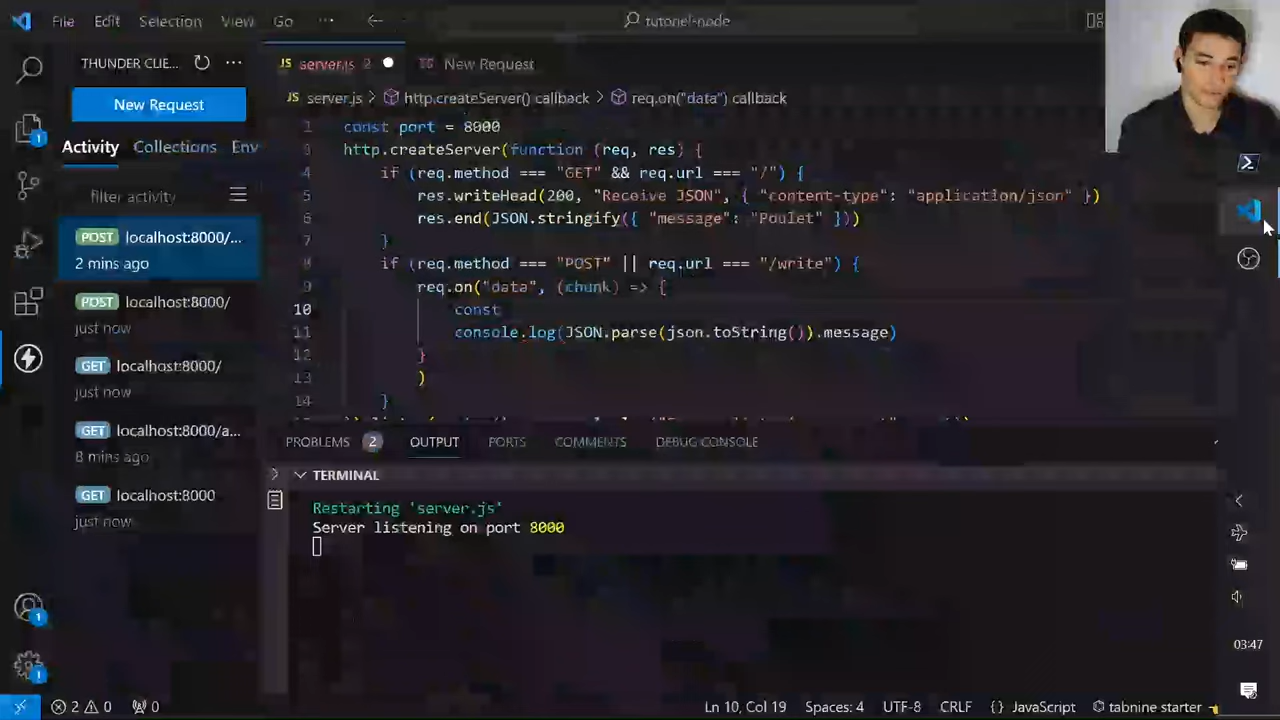 File Edit Selection View Go ··· tutoriel-node
THUNDER CLIE... ···
New Request
Activity Collections Env
filter activity
POST localhost:8000/...
2 mins ago
POST localhost:8000/
just now
GET localhost:8000/
just now
GET localhost:8000/a...
8 mins ago
GET localhost:8000
just now
JS server.js 2 New Request
JS server.js > http.createServer() callback > req.on("data") callback
1 const port = 8000
3 http.createServer(function (req, res) {
4 if (req.method === "GET" && req.url === "/") {
5 res.writeHead(200, "Receive JSON", { "content-type": "application/json" })
6 res.end(JSON.stringify({ "message": "Poulet" }))
7 }
8 if (req.method === "POST" || req.url === "/write") {
9 req.on("data", (chunk) => {
10 const
11 console.log(JSON.parse(json.toString()).message)
12 }
13 )
14 }
PROBLEMS 2 OUTPUT PORTS COMMENTS DEBUG CONSOLE
TERMINAL
Restarting 'server.js'
Server listening on port 8000
03:47
1
1
1
2 0 0 Ln 10, Col 19 Spaces: 4 UTF-8 CRLF {} JavaScript tabnine starter